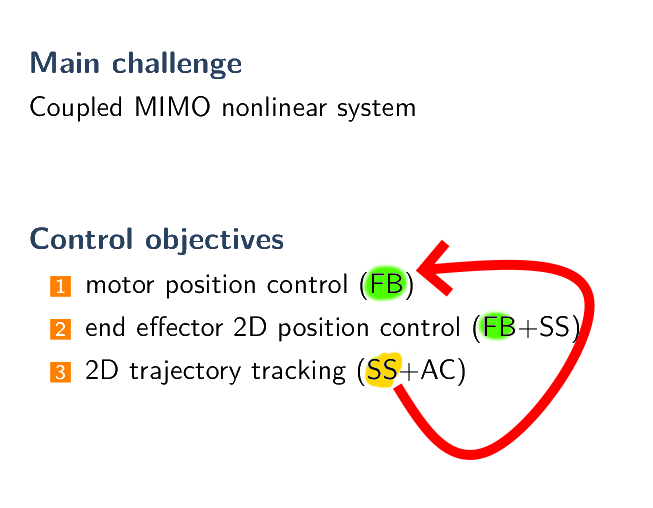 Main challenge
Coupled MIMO nonlinear system
Control objectives
1 motor position control (FB)
2 end effector 2D position control (FB+SS)
3 2D trajectory tracking (SS+AC)